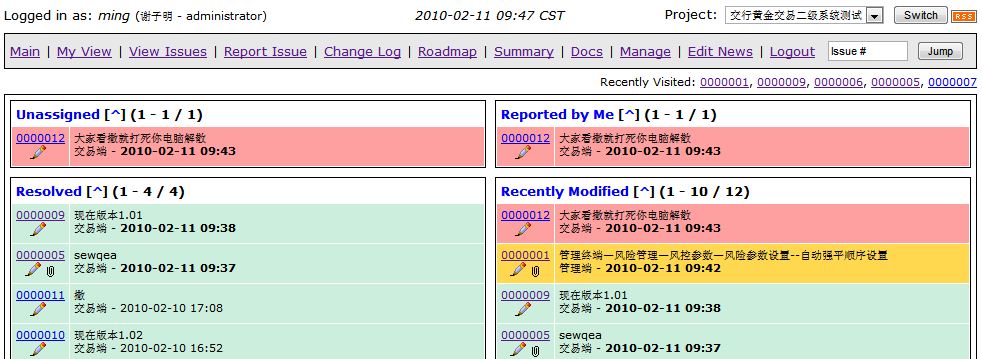 Logged in as: ming (谢子明 - administrator) 2010-02-11 09:47 CST Project: 交行黄金交易二级系统测试 Switch RSS
Main | My View | View Issues | Report Issue | Change Log | Roadmap | Summary | Docs | Manage | Edit News | Logout Issue # Jump
Recently Visited: 0000001, 0000009, 0000006, 0000005, 0000007
Unassigned [^] (1 - 1 / 1)
0000012 大家看撤就打死你电脑解散
交易端 - 2010-02-11 09:43
Reported by Me [^] (1 - 1 / 1)
0000012 大家看撤就打死你电脑解散
交易端 - 2010-02-11 09:43
Resolved [^] (1 - 4 / 4)
0000009 现在版本1.01
交易端 - 2010-02-11 09:38
0000005 sewqea
交易端 - 2010-02-11 09:37
0000011 撤
交易端 - 2010-02-10 17:08
0000010 现在版本1.02
交易端 - 2010-02-10 16:52
Recently Modified [^] (1 - 10 / 12)
0000012 大家看撤就打死你电脑解散
交易端 - 2010-02-11 09:43
0000001 管理终端—风险管理—风控参数—风险参数设置--自动强平顺序设置
管理端 - 2010-02-11 09:42
0000009 现在版本1.01
交易端 - 2010-02-11 09:38
0000005 sewqea
交易端 - 2010-02-11 09:37